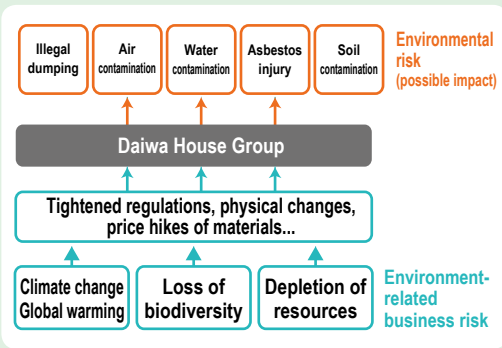 Illegal
dumping
Air
contamination
Water
contamination
Asbestos
injury
Soil
contamination
Environmental
risk
(possible impact)
Daiwa House Group
Tightened regulations, physical changes,
price hikes of materials...
Climate change
Global warming
Loss of
biodiversity
Depletion of
resources
Environment-
related
business risk